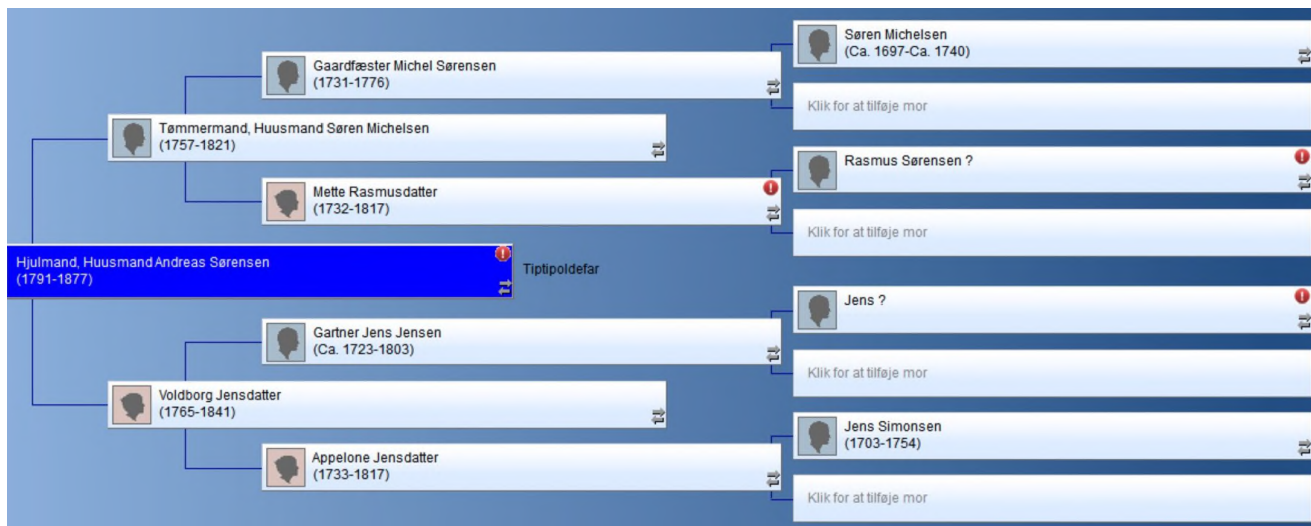 Søren Michelsen
(Ca. 1697-Ca. 1740)
Gaardfæster Michel Sørensen
(1731-1776)
Klik for at tilføje mor
Tømmermand, Huusmand Søren Michelsen
(1757-1821)
Rasmus Sørensen ?
Mette Rasmusdatter
(1732-1817)
Klik for at tilføje mor
Hjulmand, Huusmand Andreas Sørensen
(1791-1877)
Tiptipoldefar
Jens ?
Gartner Jens Jensen
(Ca. 1723-1803)
Klik for at tilføje mor
Voldborg Jensdatter
(1765-1841)
Jens Simonsen
(1703-1754)
Appelone Jensdatter
(1733-1817)
Klik for at tilføje mor